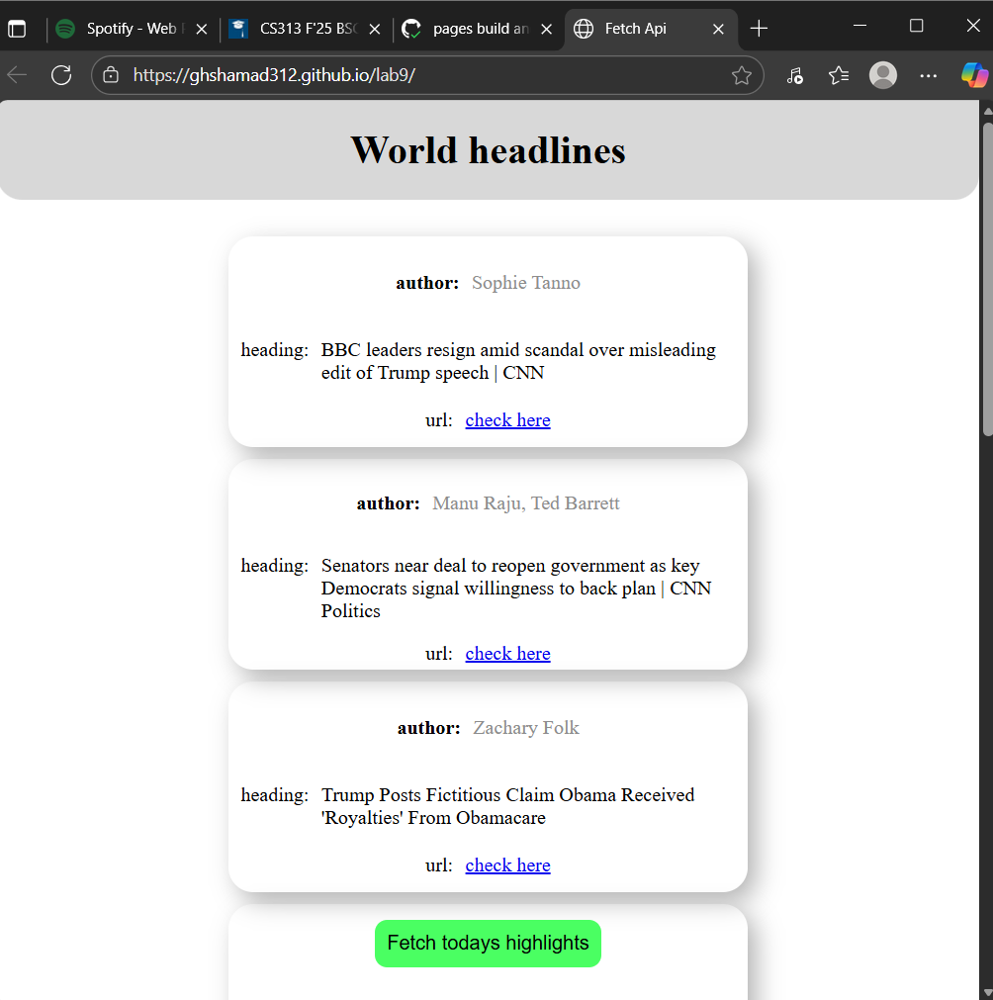 Spotify - Web
CS313 F'25 BSC
pages build an
Fetch Api
https://ghshamad312.github.io/lab9/
World headlines
author: Sophie Tanno
heading: BBC leaders resign amid scandal over misleading
edit of Trump speech | CNN
url: check here
author: Manu Raju, Ted Barrett
heading: Senators near deal to reopen government as key
Democrats signal willingness to back plan | CNN
Politics
url: check here
author: Zachary Folk
heading: Trump Posts Fictitious Claim Obama Received
'Royalties' From Obamacare
url: check here
Fetch todays highlights